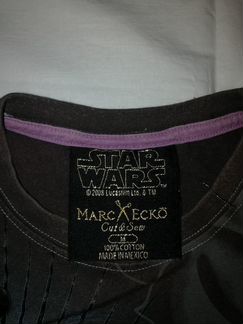 STAR
WARS
© 2008 Lucasfilm Ltd. & TM
MARC ECKŌ
Cut & Sew
M
100% COTTON
MADE IN MEXICO